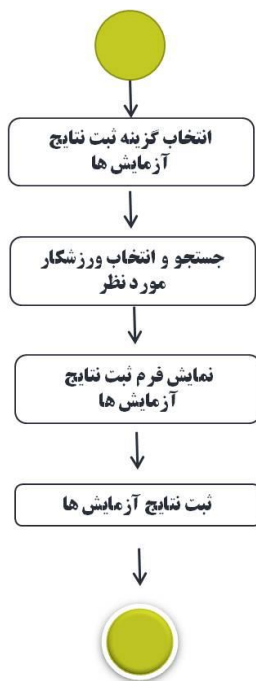 انتخاب گزینه ثبت نتایج
آزمایش ها
جستجو و انتخاب ورزشکار
مورد نظر
نمایش فرم ثبت نتایج
آزمایش ها
ثبت نتایج آزمایش ها